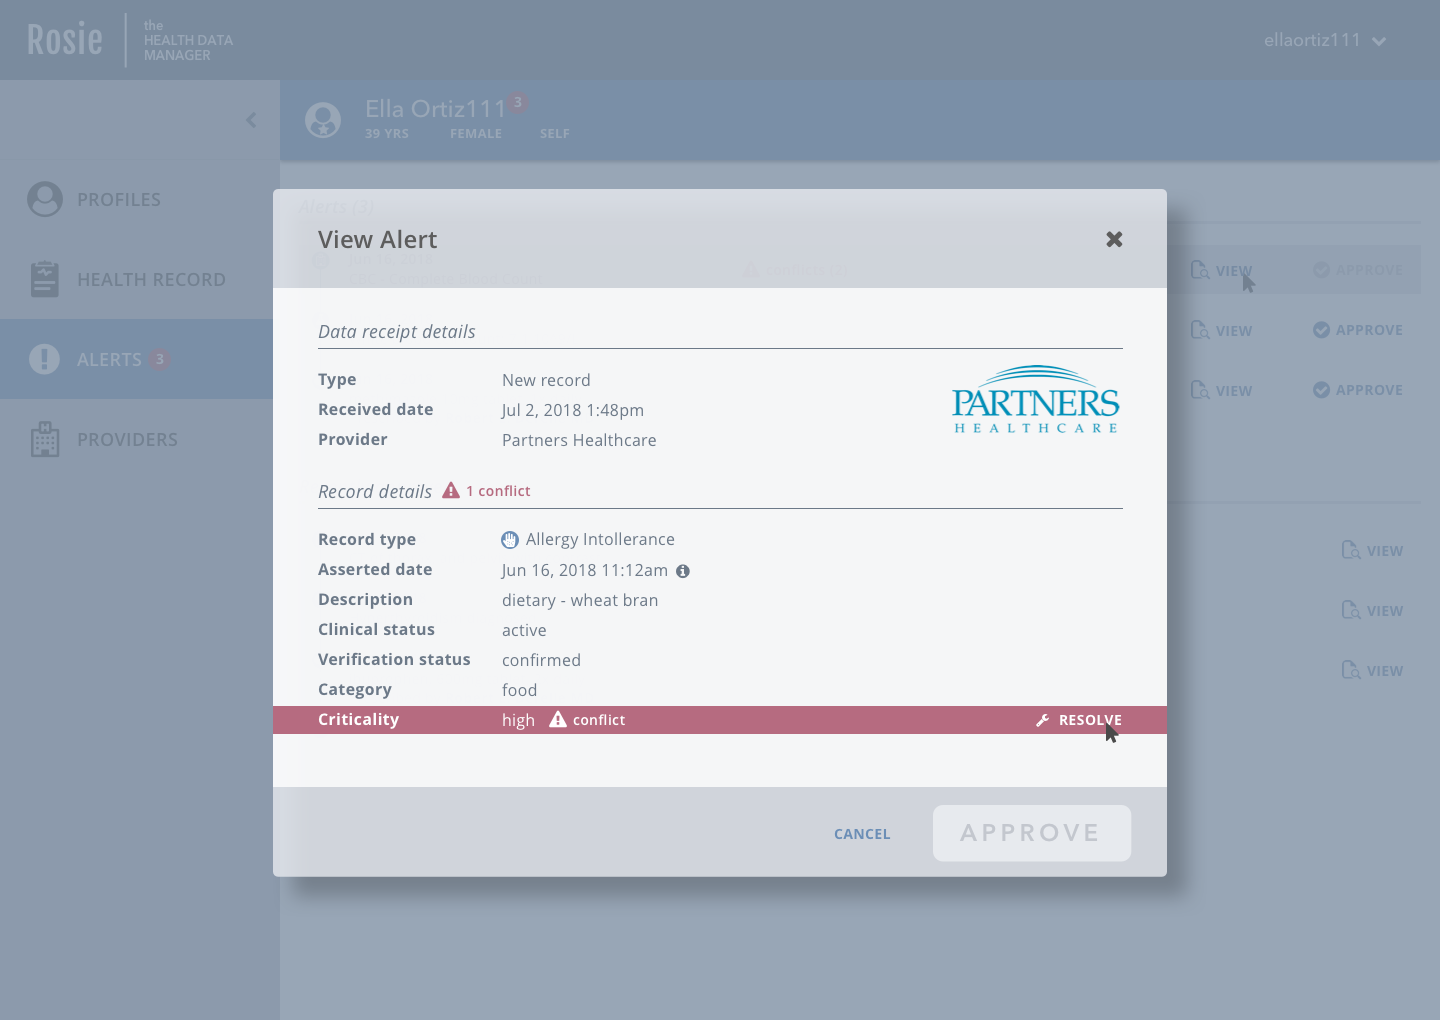 Rosie
the
HEALTH DATA
MANAGER
ellaortiz111
Ella Ortiz111 3
39 YRS FEMALE SELF
PROFILES
HEALTH RECORD
ALERTS 3
PROVIDERS
Alerts (3)
View Alert
VIEW APPROVE
VIEW APPROVE
VIEW APPROVE
Data receipt details
Type New record
Received date Jul 2, 2018 1:48pm
Provider Partners Healthcare
PARTNERS
HEALTHCARE
Record details 1 conflict
Record type Allergy Intollerance
Asserted date Jun 16, 2018 11:12am
Description dietary - wheat bran
Clinical status active
Verification status confirmed
Category food
Criticality high conflict RESOLVE
VIEW
VIEW
VIEW
CANCEL APPROVE